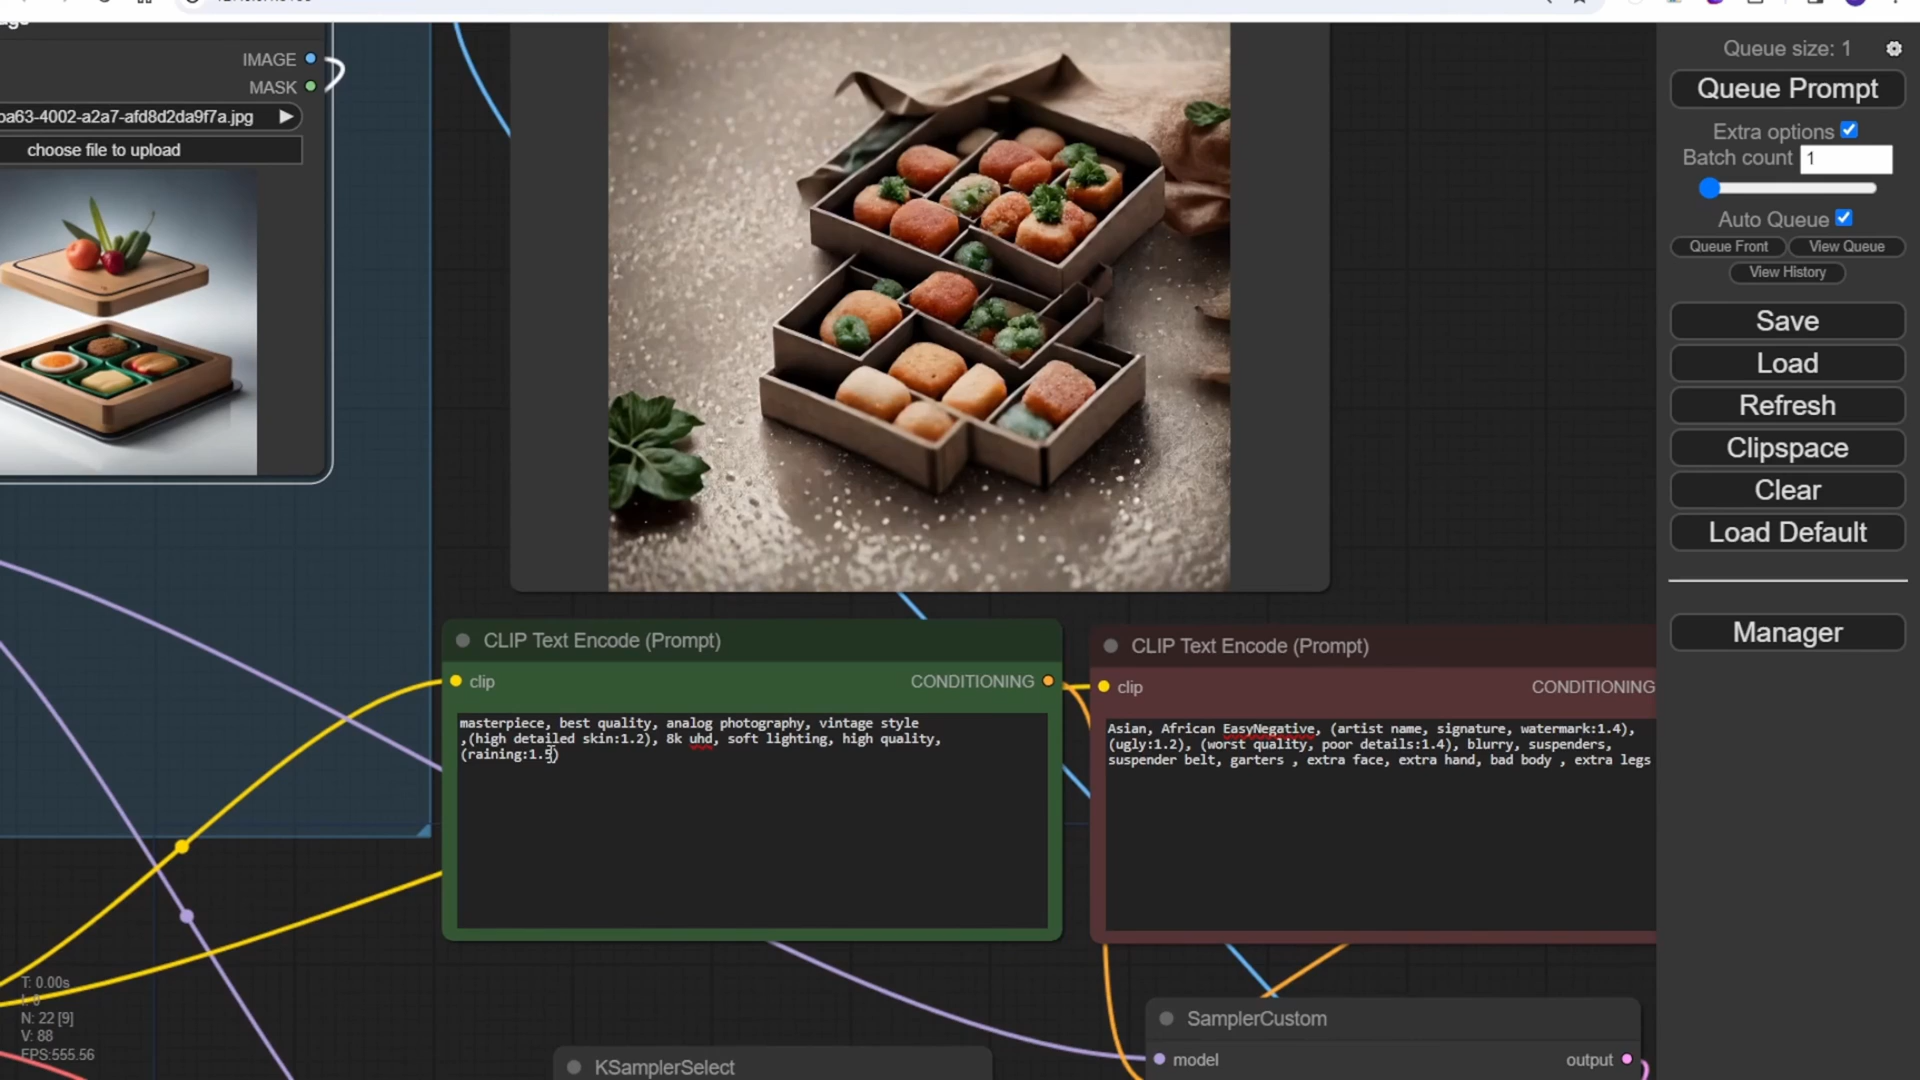 IMAGE
MASK
ba63-4002-a2a7-afd8d2da9f7a.jpg
choose file to upload
Queue size: 1
Queue Prompt
Extra options
Batch count 1
Auto Queue
Queue Front View Queue
View History
Save
Load
Refresh
Clipspace
Clear
Load Default
Manager
CLIP Text Encode (Prompt)
clip CONDITIONING
masterpiece, best quality, analog photography, vintage style
,(high detailed skin:1.2), 8k uhd, soft lighting, high quality,
(raining:1.5)
CLIP Text Encode (Prompt)
clip CONDITIONING
Asian, African EasyNegative, (artist name, signature, watermark:1.4),
(ugly:1.2), (worst quality, poor details:1.4), blurry, suspenders,
suspender belt, garters , extra face, extra hand, bad body , extra legs
T: 0.00s
I: 0
N: 22 [9]
V: 88
FPS:555.56
KSamplerSelect
SamplerCustom
model output